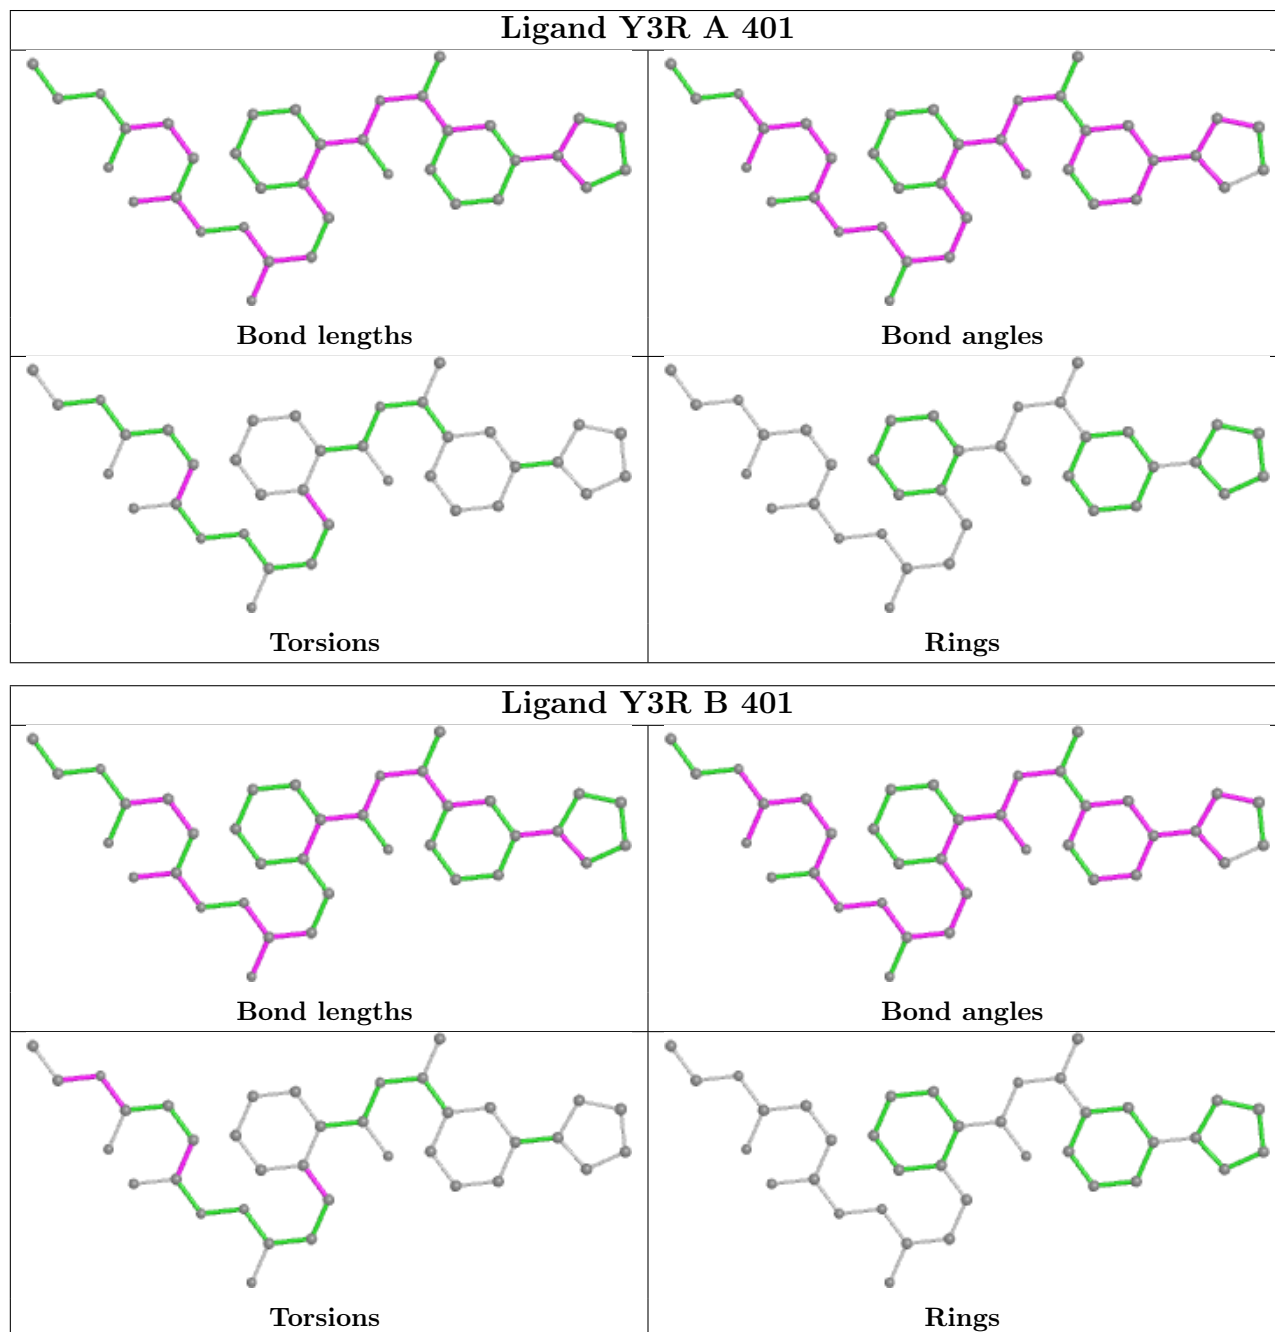 Ligand Y3R A 401
Bond lengths
Bond angles
Torsions
Rings
Ligand Y3R B 401
Bond lengths
Bond angles
Torsions
Rings